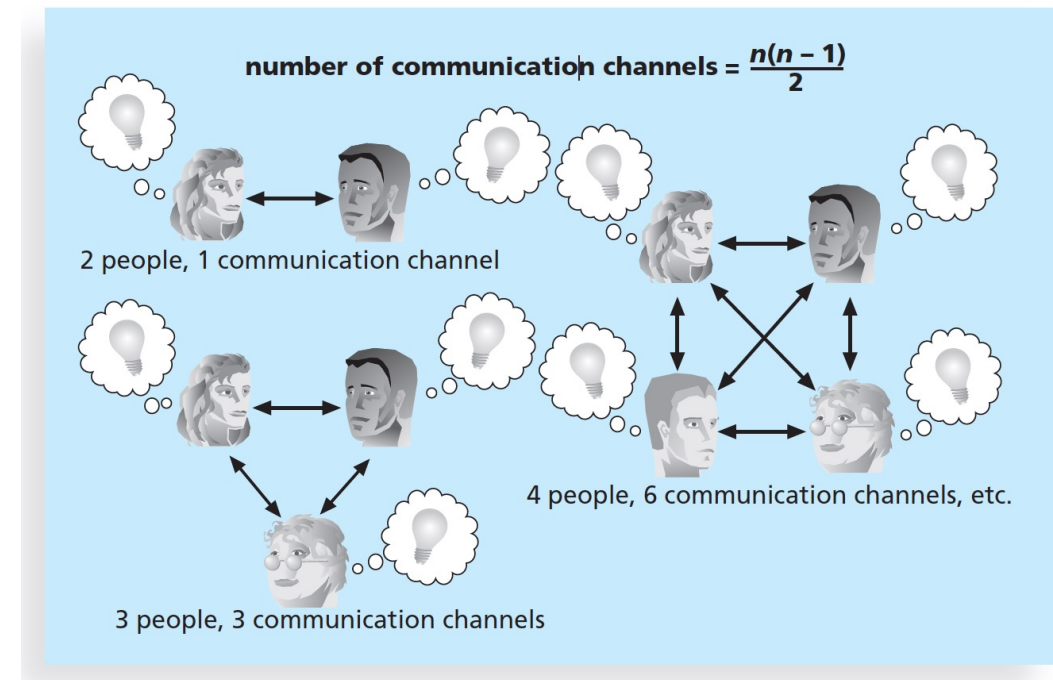 number of communication channels = n(n – 1)
2
2 people, 1 communication channel
3 people, 3 communication channels
4 people, 6 communication channels, etc.